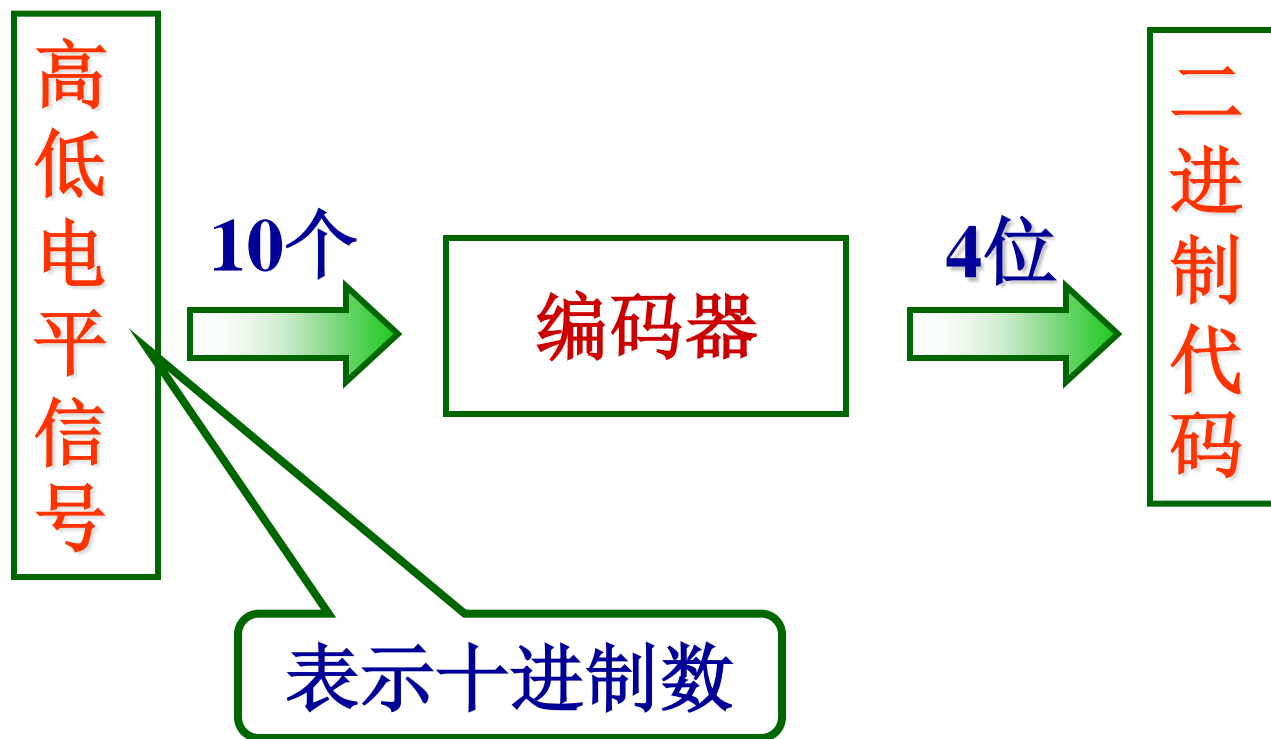 高低电平信号
10个
编码器
4位
二进制代码
表示十进制数